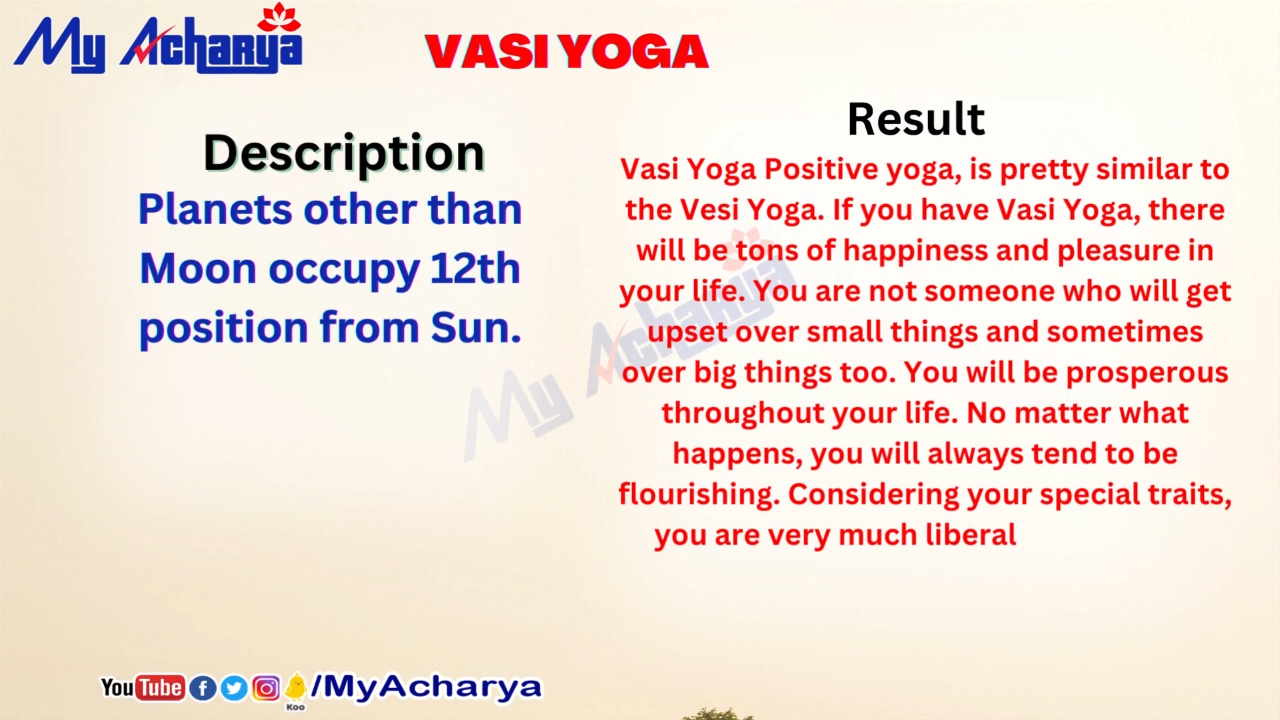 My Acharya
VASI YOGA
Description
Planets other than
Moon occupy 12th
position from Sun.
Result
Vasi Yoga Positive yoga, is pretty similar to
the Vesi Yoga. If you have Vasi Yoga, there
will be tons of happiness and pleasure in
your life. You are not someone who will get
upset over small things and sometimes
over big things too. You will be prosperous
throughout your life. No matter what
happens, you will always tend to be
flourishing. Considering your special traits,
you are very much liberal
My Acharya
YouTube /MyAcharya
Koo